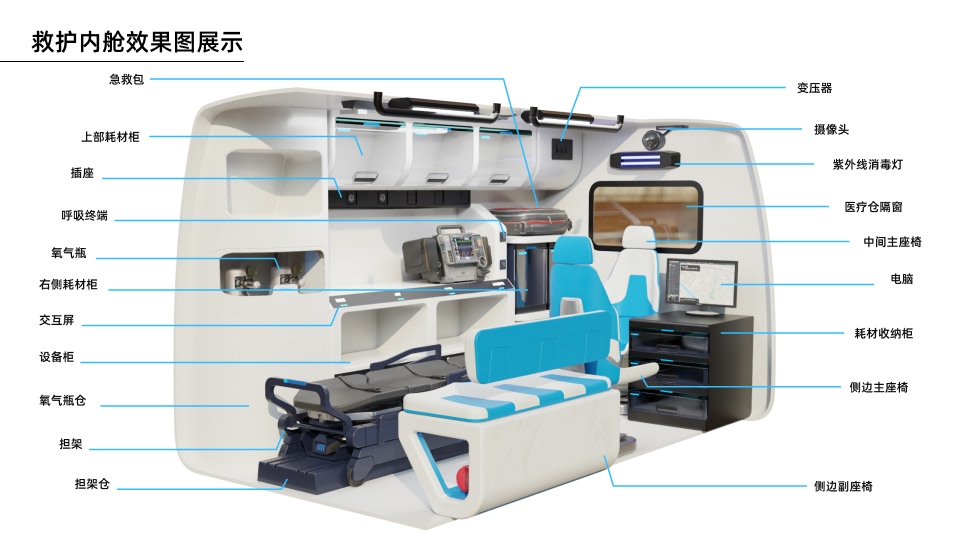 救护内舱效果图展示
急救包
上部耗材柜
插座
呼吸终端
氧气瓶
右侧耗材柜
交互屏
设备柜
氧气瓶仓
担架
担架仓
变压器
摄像头
紫外线消毒灯
医疗仓隔窗
中间主座椅
电脑
耗材收纳柜
侧边主座椅
侧边副座椅